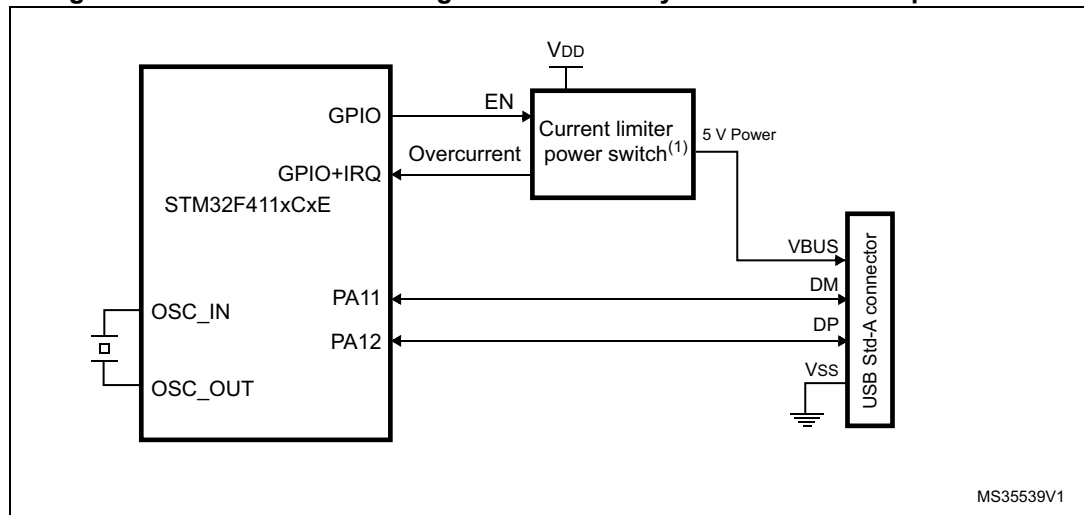 VDD
GPIO
EN
Current limiter
power switch(1)
5 V Power
GPIO+IRQ
Overcurrent
STM32F411xCxE
VBUS
PA11
DM
OSC_IN
PA12
DP
VSS
OSC_OUT
USB Std-A connector
MS35539V1